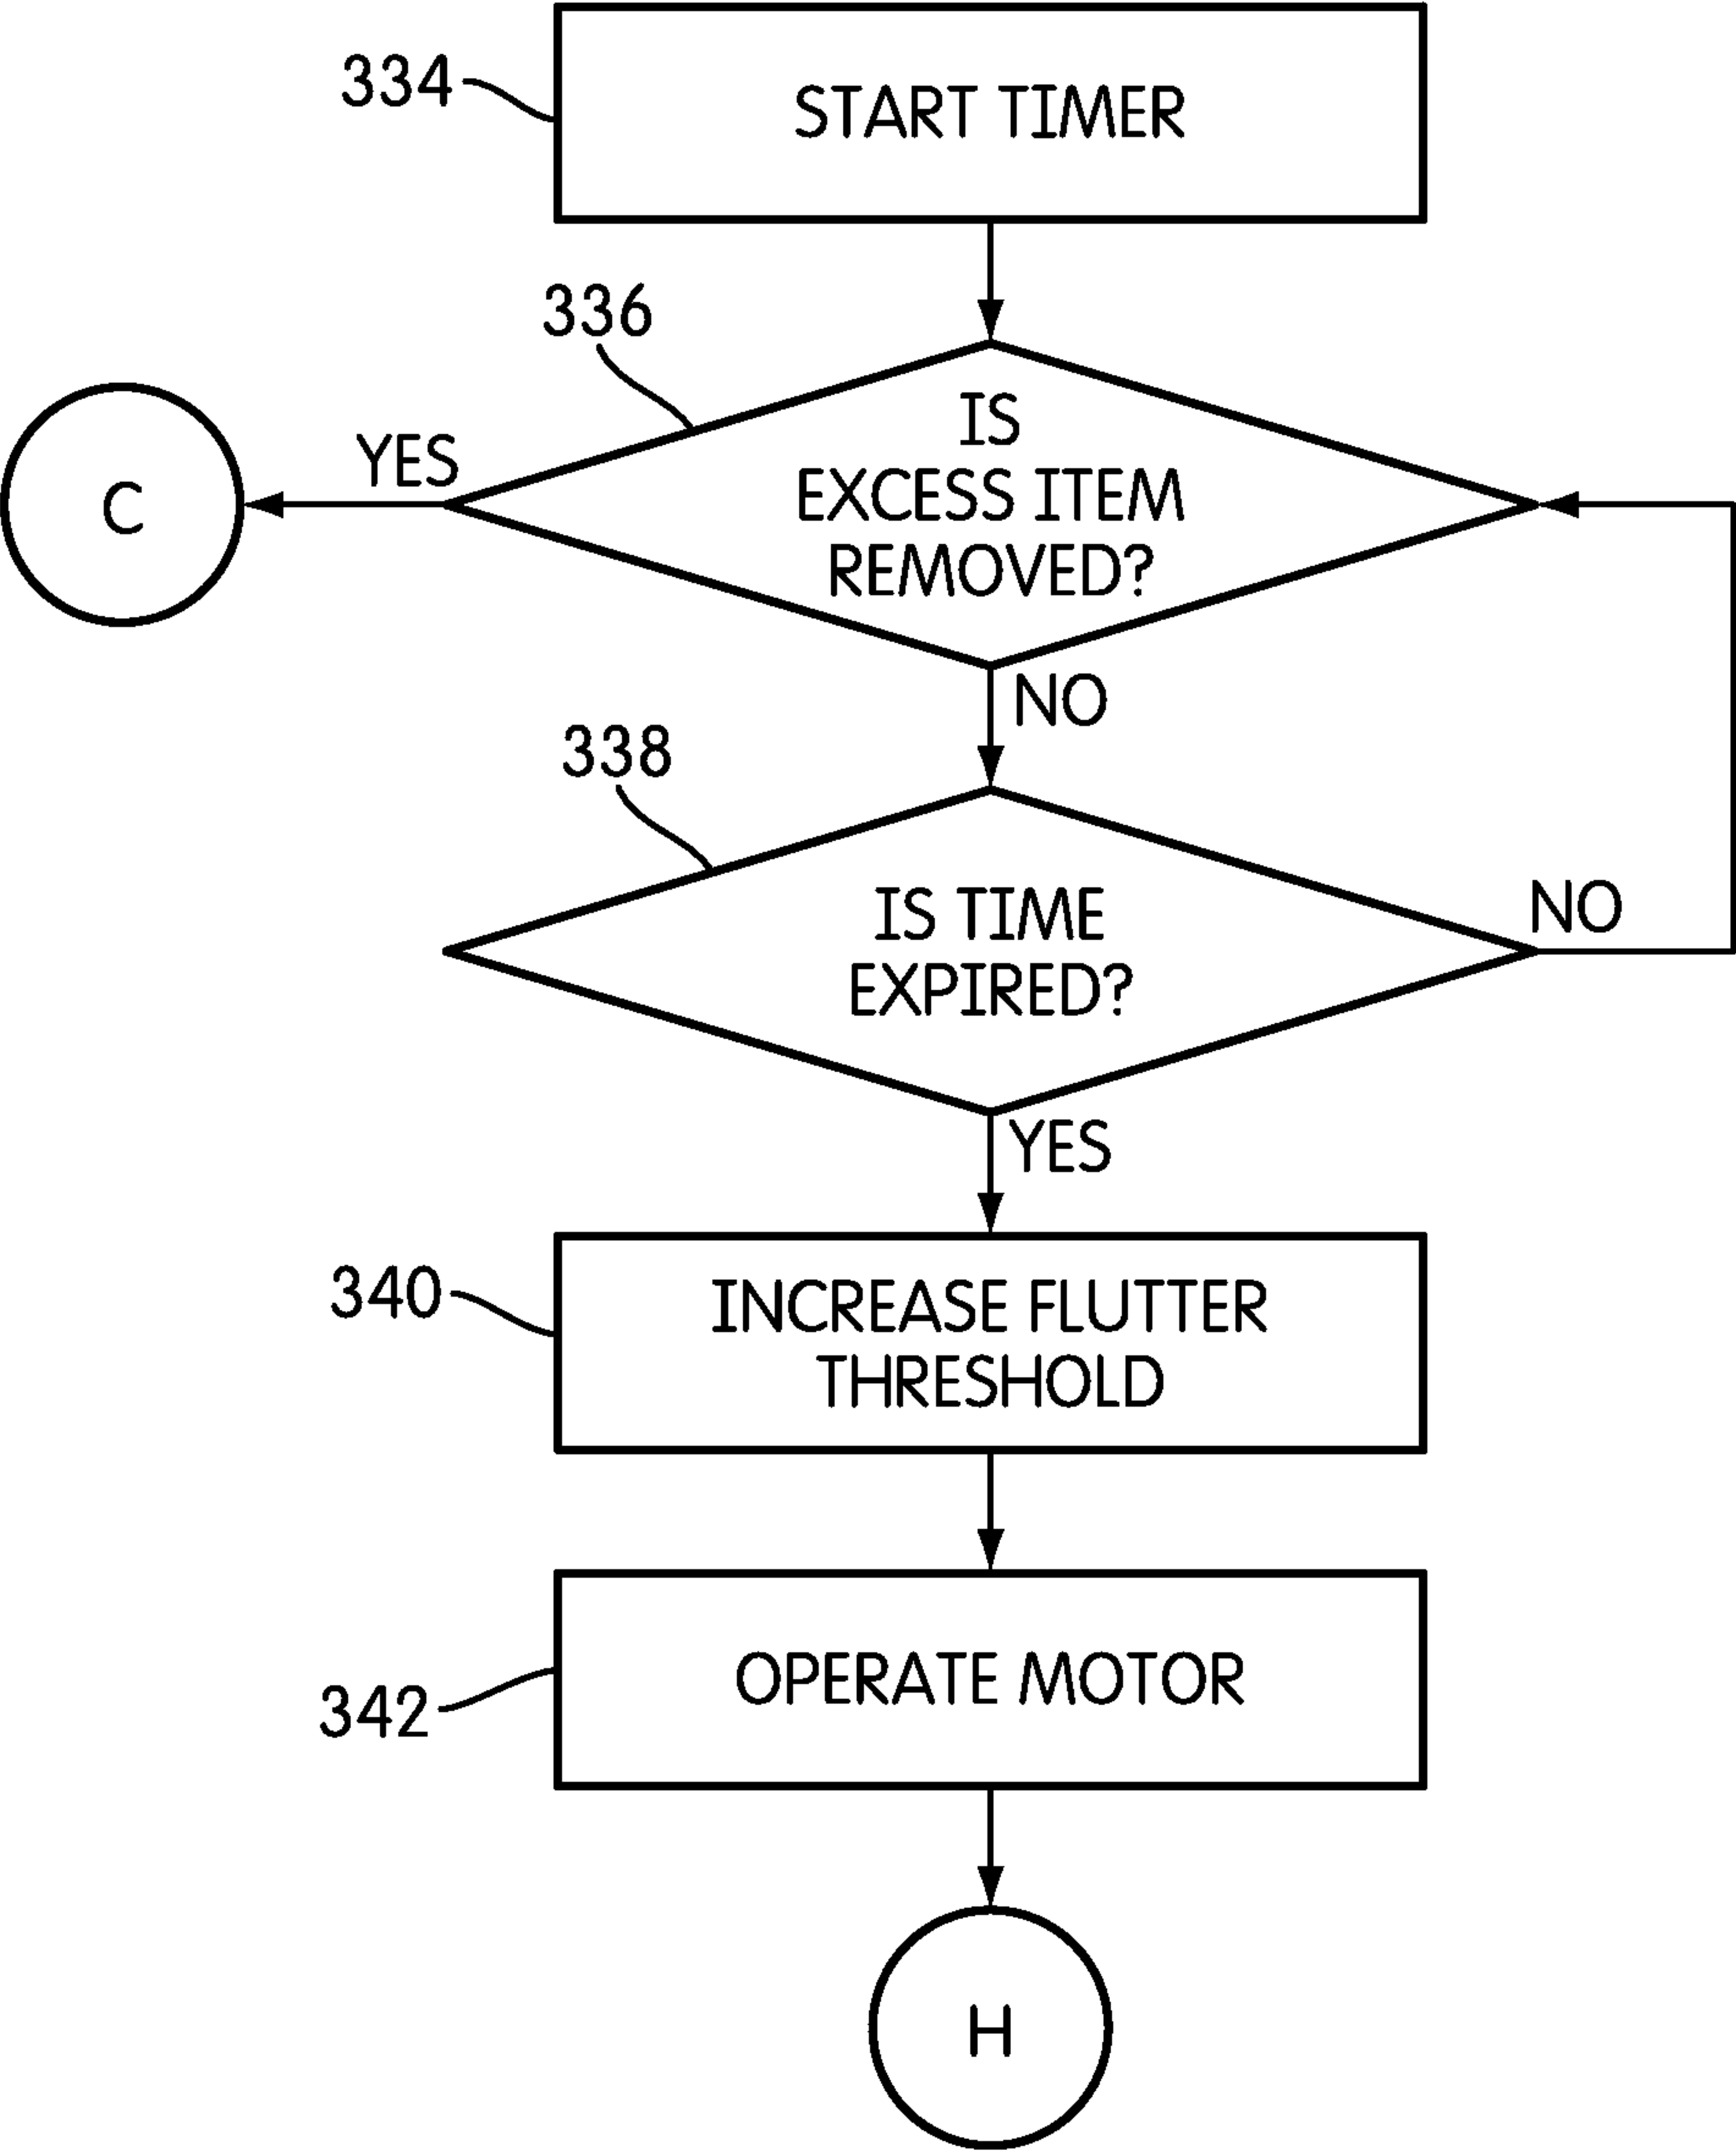 334
START TIMER
336
IS
EXCESS ITEM
REMOVED?
YES
C
NO
338
IS TIME
EXPIRED?
NO
YES
340
INCREASE FLUTTER
THRESHOLD
342
OPERATE MOTOR
H